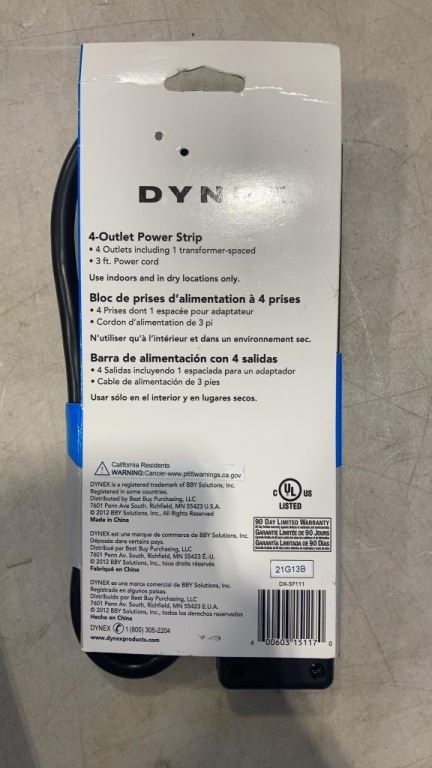 DYN
4-Outlet Power Strip
• 4 Outlets including 1 transformer-spaced
• 3 ft. Power cord
Use indoors and in dry locations only.
Bloc de prises d'alimentation à 4 prises
• 4 Prises dont 1 espacée pour adaptateur
• Cordon d'alimentation de 3 pi
N'utiliser qu'à l'intérieur et dans un environnement sec.
Barra de alimentación con 4 salidas
• 4 Salidas incluyendo 1 espaciada para un adaptador
• Cable de alimentación de 3 pies
Usar sólo en el interior y en lugares secos.
California Residents
WARNING:Cancer-www.p65warnings.ca.gov
DYNEX is a registered trademark of BBY Solutions, Inc.
Registered in some countries.
Distributed by Best Buy Purchasing, LLC
7601 Penn Ave South, Richfield, MN 55423 U.S.A.
© 2012 BBY Solutions, Inc., All Rights Reserved
Made in China
DYNEX est une marque de commerce de BBY Solutions, Inc.
Déposée dans certains pays.
Distribué par Best Buy Purchasing, LLC
7601 Penn Av. South, Richfield, MN 55423 É.-U.
© 2012 BBY Solutions, Inc., tous droits réservés
Fabriqué en Chine
DYNEX es una marca comercial de BBY Solutions, Inc.
Registrada en algunos países.
Distribuido por Best Buy Purchasing, LLC
7601 Penn Av. South, Richfield, MN 55423 E.U.A.
© 2012 BBY Solutions, Inc., todos los derechos reservados
Hecho en China
DYNEX 1 (800) 305-2204
www.dynexproducts.com
C UL US
LISTED
90 DAY LIMITED WARRANTY
GARANTIE LIMITÉE DE 90 JOURS
GARANTÍA LIMITADA DE 90 DÍAS
21G13B
DX-SF111
6 00603 15117 0